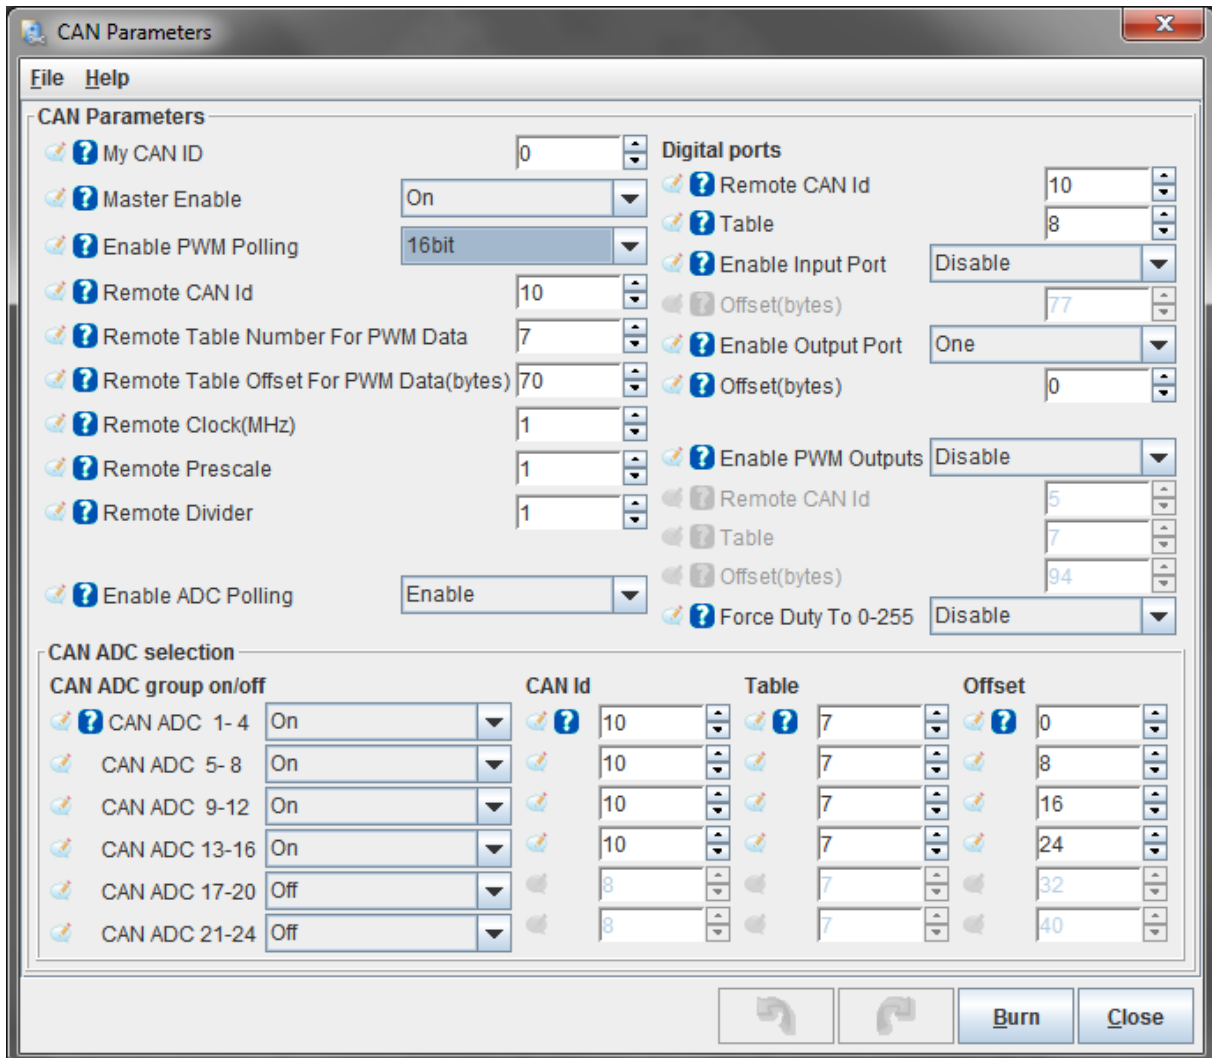 CAN Parameters
X
File Help
CAN Parameters
My CAN ID 0
Master Enable On
Enable PWM Polling 16bit
Remote CAN Id 10
Remote Table Number For PWM Data 7
Remote Table Offset For PWM Data(bytes) 70
Remote Clock(MHz) 1
Remote Prescale 1
Remote Divider 1
Enable ADC Polling Enable
Digital ports
Remote CAN Id 10
Table 8
Enable Input Port Disable
Offset(bytes) 77
Enable Output Port One
Offset(bytes) 0
Enable PWM Outputs Disable
Remote CAN Id 5
Table 7
Offset(bytes) 94
Force Duty To 0-255 Disable
CAN ADC selection
CAN ADC group on/off CAN Id Table Offset
CAN ADC 1- 4 On 10 7 0
CAN ADC 5- 8 On 10 7 8
CAN ADC 9-12 On 10 7 16
CAN ADC 13-16 On 10 7 24
CAN ADC 17-20 Off 8 7 32
CAN ADC 21-24 Off 8 7 40
Burn Close